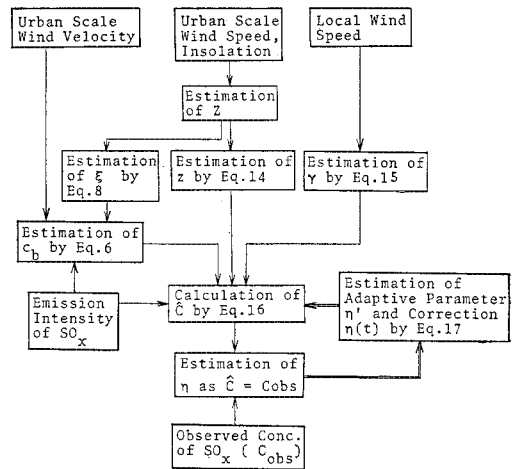 Urban Scale
Wind Velocity
Urban Scale
Wind Speed,
Insolation
Local Wind
Speed
Estimation
of Z
Estimation
of ξ by
Eq.8
Estimation of
z by Eq.14
Estimation of
γ by Eq.15
Estimation of
c_b by Eq.6
Emission
Intensity
of SO_x
Calculation of
Ĉ by Eq.16
Estimation of
Adaptive Parameter
η' and Correction
η(t) by Eq.17
Estimation of
η as Ĉ = Cobs
Observed Conc.
of SO_x ( C_obs)